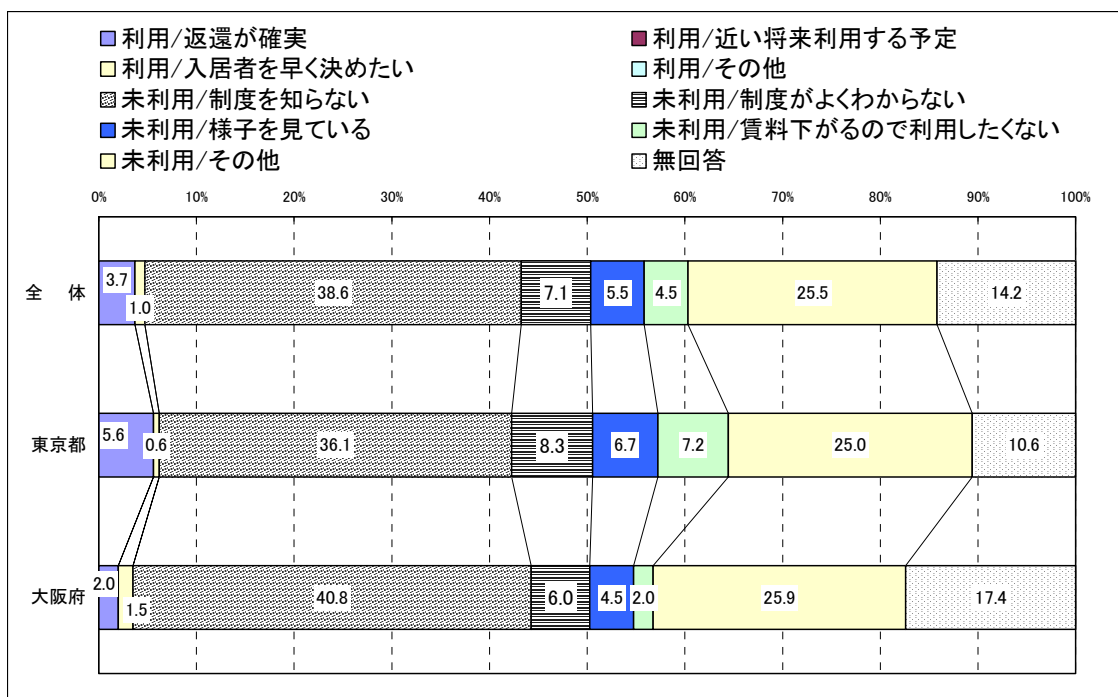 利用/返還が確実 利用/近い将来利用する予定
利用/入居者を早く決めたい 利用/その他
未利用/制度を知らない 未利用/制度がよくわからない
未利用/様子を見ている 未利用/賃料下がるので利用したくない
未利用/その他 無回答
0% 10% 20% 30% 40% 50% 60% 70% 80% 90% 100%
全 体 3.7 1.0 38.6 7.1 5.5 4.5 25.5 14.2
東京都 5.6 0.6 36.1 8.3 6.7 7.2 25.0 10.6
大阪府 2.0 1.5 40.8 6.0 4.5 2.0 25.9 17.4